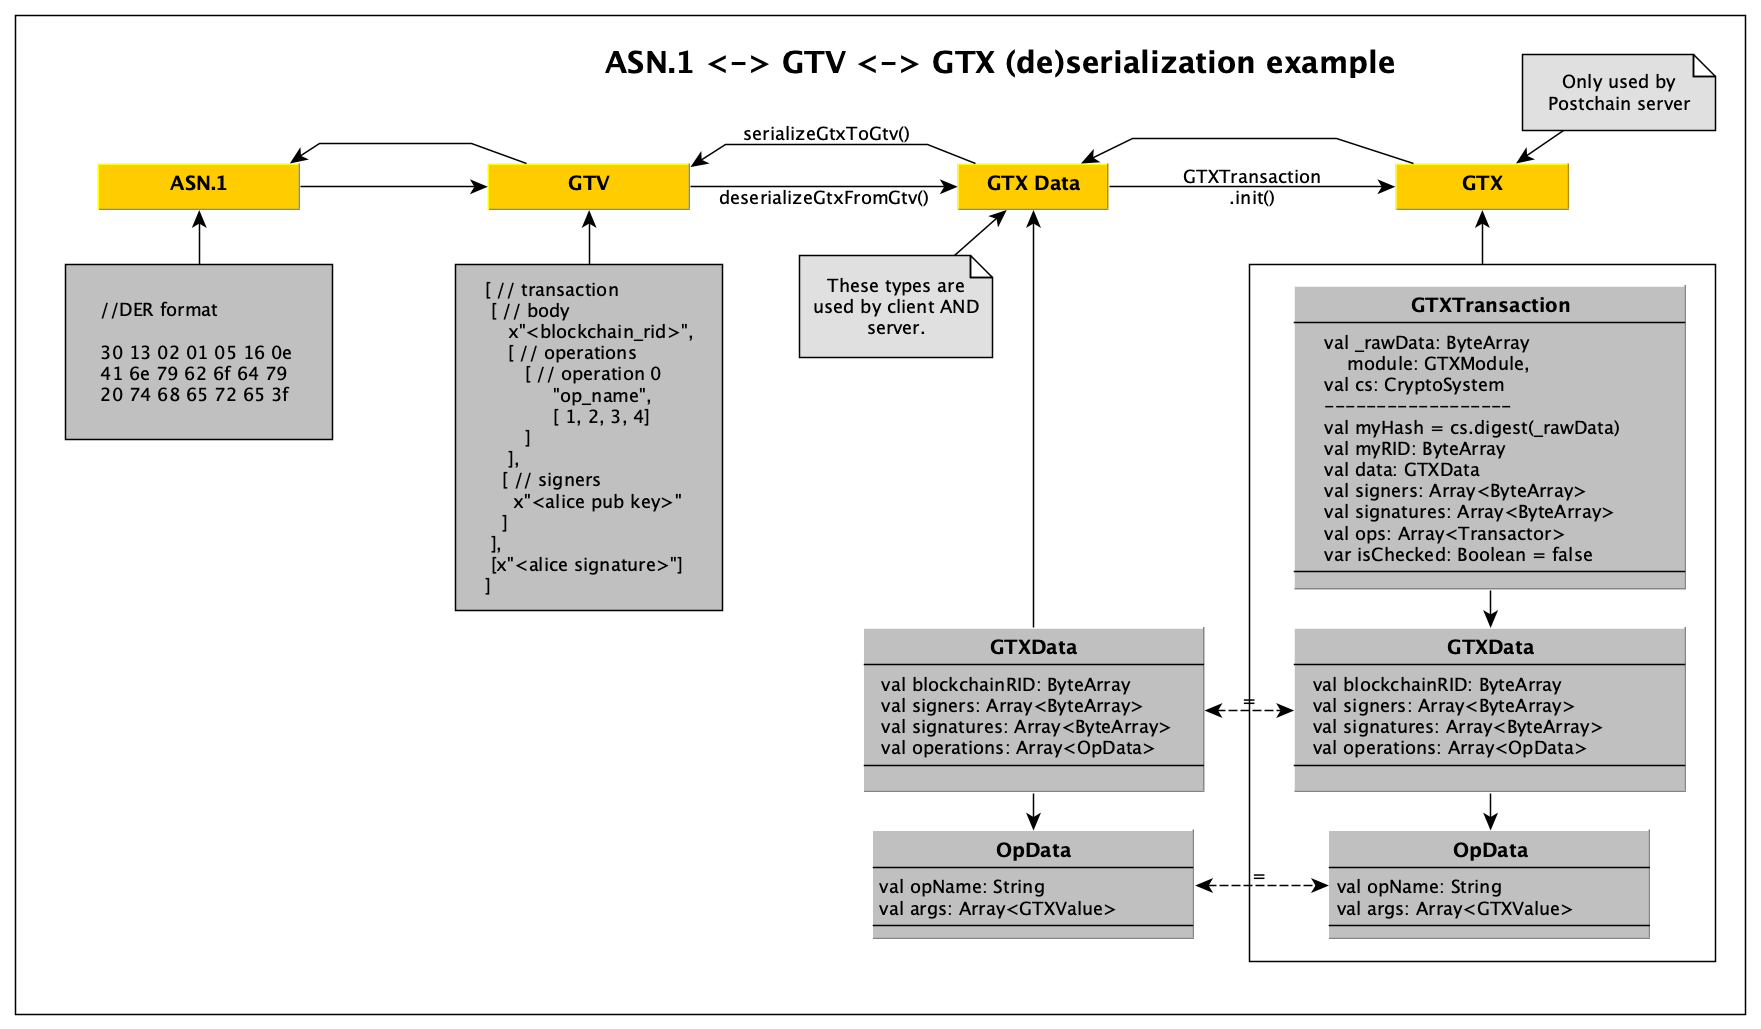 ASN.1 <-> GTV <-> GTX (de)serialization example
Only used by
Postchain server
serializeGtxToGtv()
ASN.1
GTV
GTX Data
GTX
deserializeGtxFromGtv()
GTXTransaction
.init()
//DER format
30 13 02 01 05 16 0e
41 6e 79 62 6f 64 79
20 74 68 65 72 65 3f
[ // transaction
[ // body
x"<blockchain_rid>",
[ // operations
[ // operation 0
"op_name",
[ 1, 2, 3, 4]
]
],
[ // signers
x"<alice pub key>"
]
],
[x"<alice signature>"]
]
These types are
used by client AND
server.
GTXTransaction
val _rawData: ByteArray
module: GTXModule,
val cs: CryptoSystem
------------------
val myHash = cs.digest(_rawData)
val myRID: ByteArray
val data: GTXData
val signers: Array<ByteArray>
val signatures: Array<ByteArray>
val ops: Array<Transactor>
var isChecked: Boolean = false
GTXData
val blockchainRID: ByteArray
val signers: Array<ByteArray>
val signatures: Array<ByteArray>
val operations: Array<OpData>
=
GTXData
val blockchainRID: ByteArray
val signers: Array<ByteArray>
val signatures: Array<ByteArray>
val operations: Array<OpData>
OpData
val opName: String
val args: Array<GTXValue>
=
OpData
val opName: String
val args: Array<GTXValue>